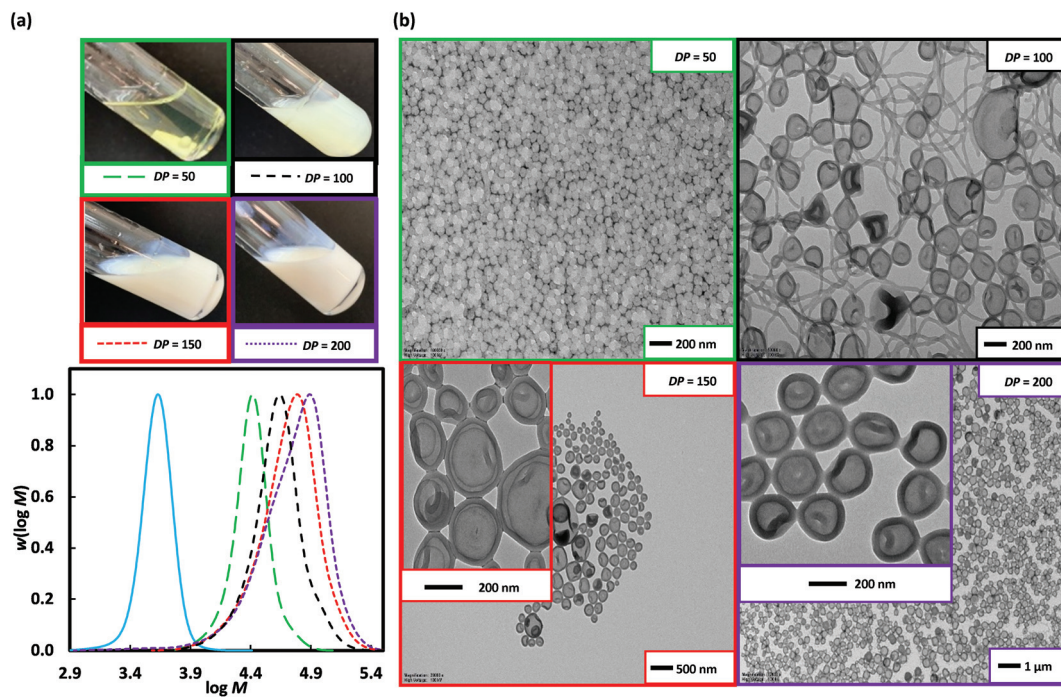 (a)
(b)
DP = 50
DP = 100
DP = 150
DP = 200
w(log M)
1.0
0.8
0.6
0.4
0.2
0.0
2.9 3.4 3.9 4.4 4.9 5.4
log M
DP = 50
200 nm
DP = 100
200 nm
DP = 150
200 nm
500 nm
DP = 200
200 nm
1 µm